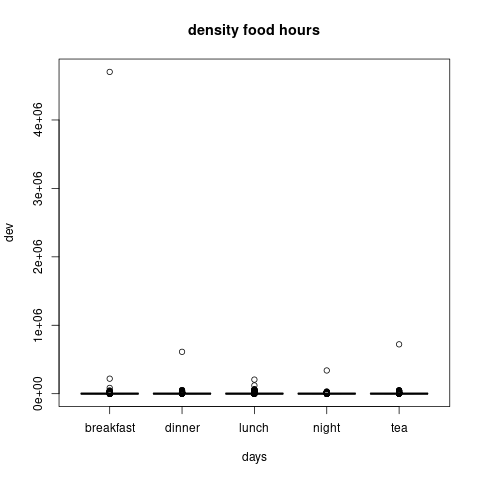 density food hours
4e+06
3e+06
2e+06
1e+06
0e+00
dev
breakfast dinner lunch night tea
days